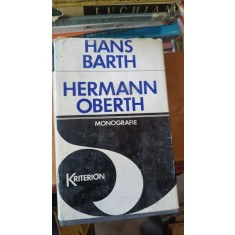 HANS
BARTH
HERMANN
OBERTH
MONOGRAFIE
KRITERION